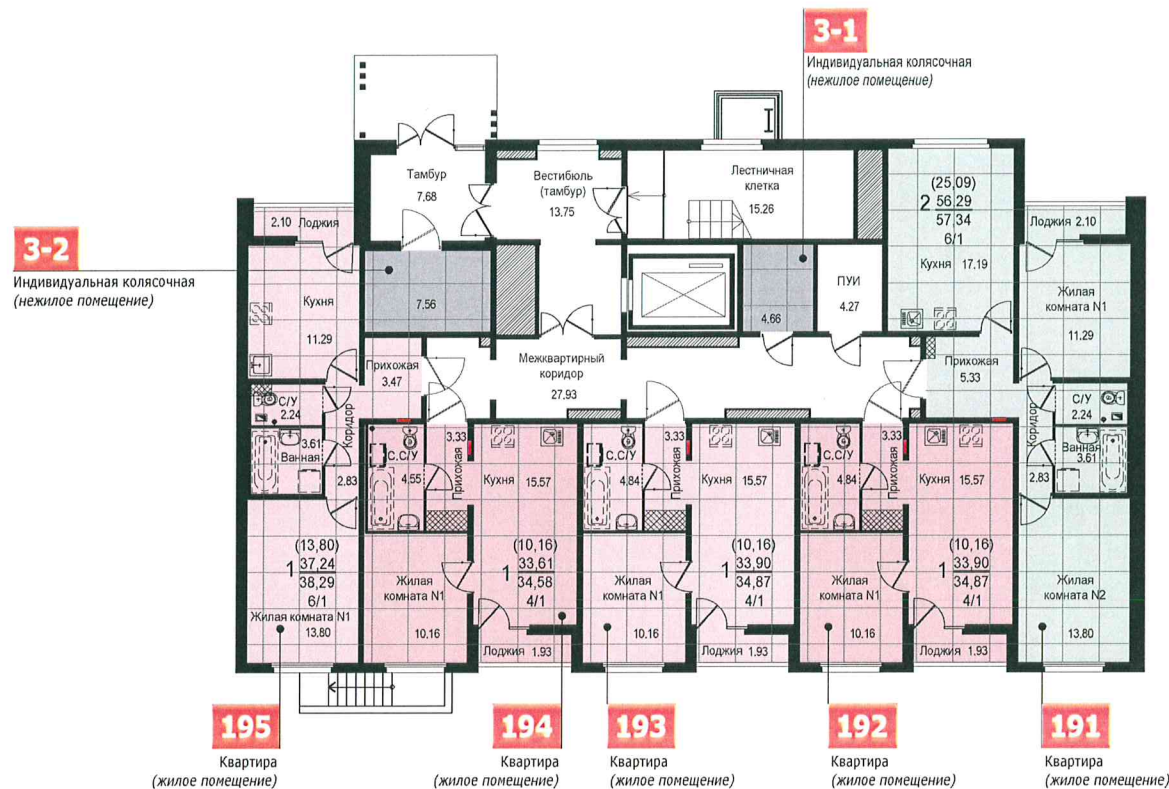 3-1
Индивидуальная колясочная
(нежилое помещение)
Тамбур
7.68
Вестибюль
(тамбур)
13.75
Лестничная
клетка
15.26
(25,09)
2 56,29
57,34
6/1
Кухня 17.19
2.10 Лоджия
Лоджия 2.10
3-2
Индивидуальная колясочная
(нежилое помещение)
7.56
4.66
ПУИ
4.27
Кухня
11.29
Жилая
комната N1
11.29
Прихожая
3.47
Межквартирный
коридор
27.93
Прихожая
5.33
С/У
2.24
Коридор
3.61
Ванная
2.83
С.С/У
4.55
3.33
Прихожая
Кухня
15.57
С.С/У
4.84
3.33
Прихожая
Кухня
15.57
С.С/У
4.84
3.33
Прихожая
Кухня
15.57
С/У
2.24
Коридор
Ванная
3.61
2.83
(13,80)
1 37,24
38,29
6/1
Жилая комната N1
13.80
Жилая
комната N1
10.16
(10,16)
1 33,61
34,58
4/1
Лоджия 1.93
Жилая
комната N1
10.16
(10,16)
1 33,90
34,87
4/1
Лоджия 1.93
Жилая
комната N1
10.16
(10,16)
1 33,90
34,87
4/1
Лоджия 1.93
Жилая
комната N2
13.80
195
Квартира
(жилое помещение)
194
Квартира
(жилое помещение)
193
Квартира
(жилое помещение)
192
Квартира
(жилое помещение)
191
Квартира
(жилое помещение)